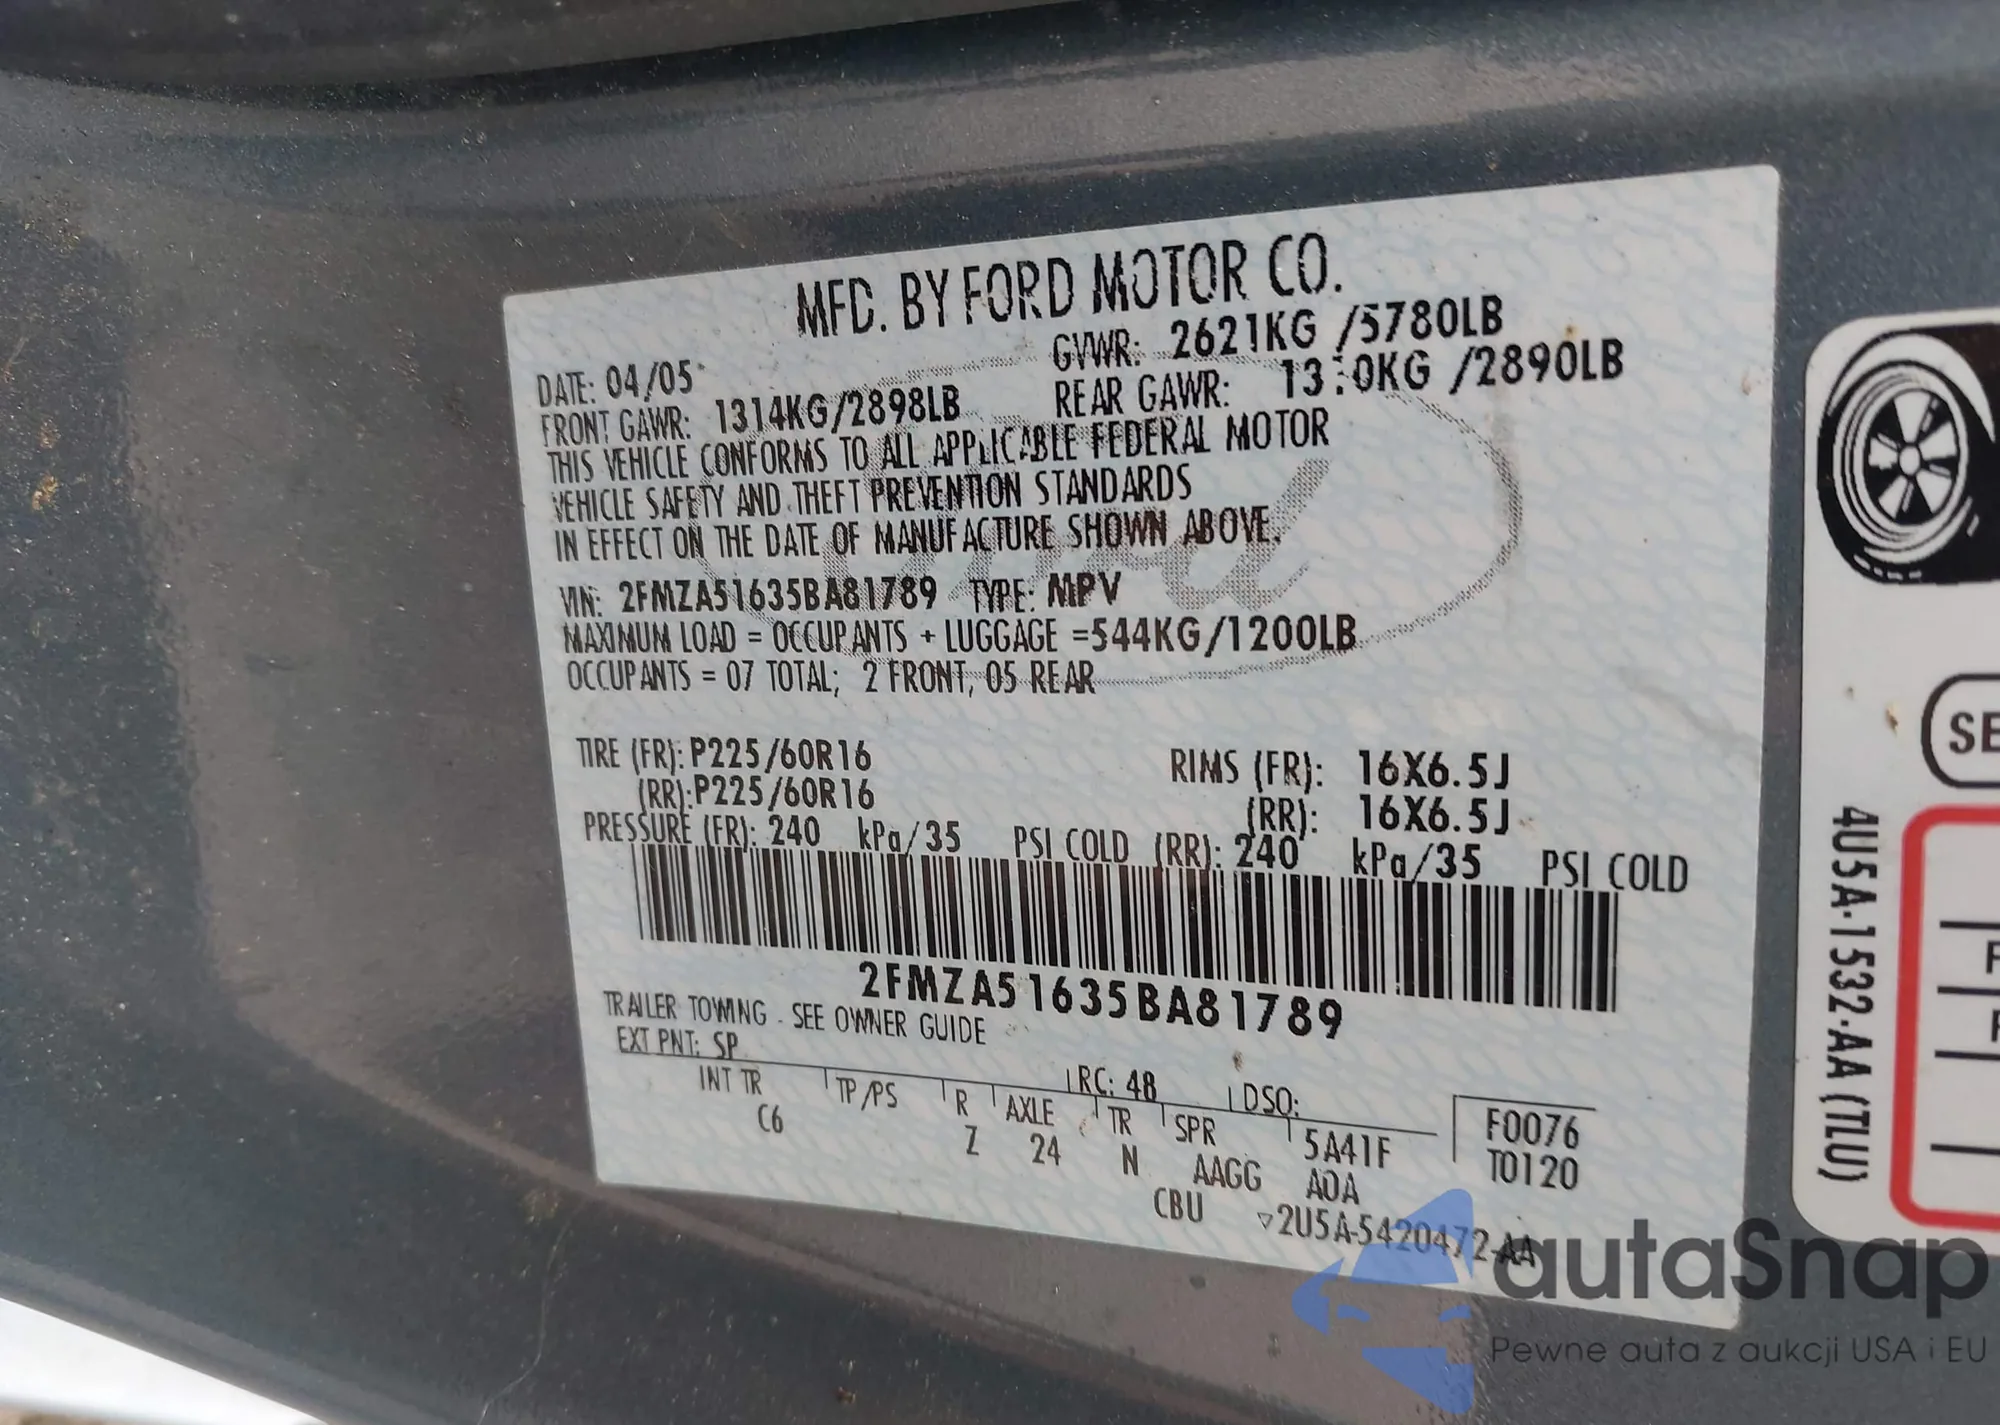 MFD. BY FORD MOTOR CO.
DATE: 04/05 GVWR: 2621KG /5780LB
FRONT GAWR: 1314KG/2898LB REAR GAWR: /2890LB
THIS VEHICLE CONFORMS TO ALL APPLICABLE FEDERAL MOTOR
VEHICLE SAFETY AND THEFT PREVENTION STANDARDS
IN EFFECT ON THE DATE OF MANUFACTURE SHOWN ABOVE.
VIN: 2FMZA51635BA81789 TYPE: MPV
MAXIMUM LOAD = OCCUPANTS + LUGGAGE =544KG/1200LB
OCCUPANTS = 07 TOTAL; 2 FRONT, 05 REAR
TIRE (FR): P225/60R16 RIMS (FR): 16X6.5J
(RR): P225/60R16 (RR): 16X6.5J
PRESSURE (FR): 240 kPa/35 PSI COLD (RR): 240 kPa/35 PSI COLD
2FMZA51635BA81789
TRAILER TOWING - SEE OWNER GUIDE
EXT PNT: SP RC: 48 DSO:
INT TR TP/PS R AXLE TR SPR 5A41F F0076
C6 Z 24 N AAGG A0A T0120
CBU ▽2U5A-5420472-AA
4U5A-1532-AA (TLU)
SE
autaSnap
Pewne auta z aukcji USA i EU